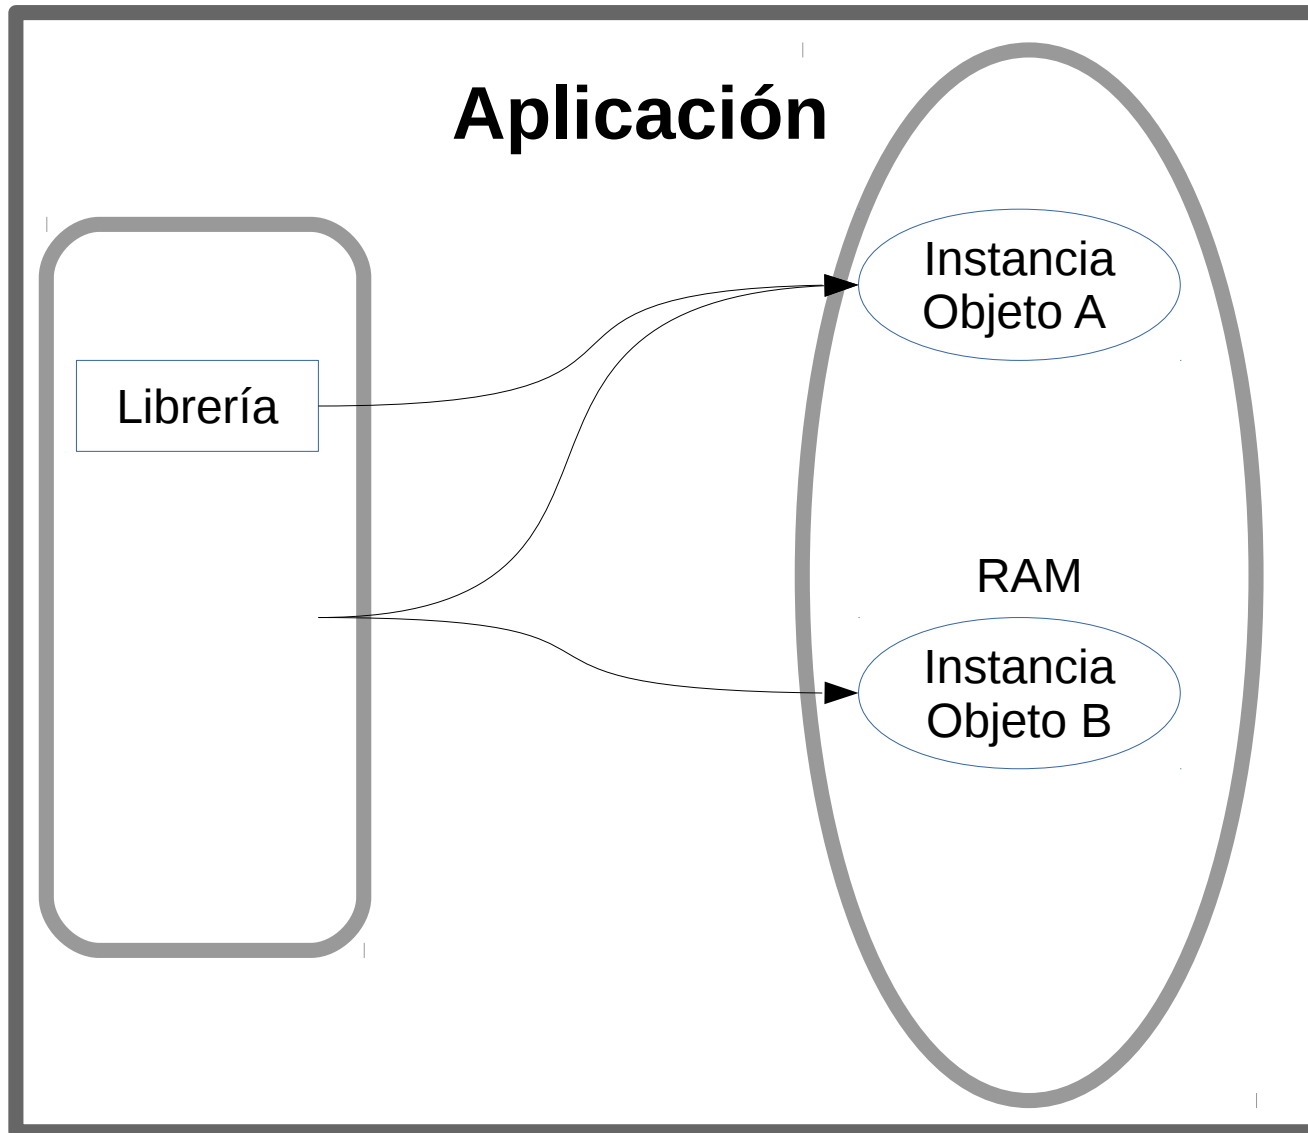 Aplicación
Instancia
Objeto A
Librería
RAM
Instancia
Objeto B